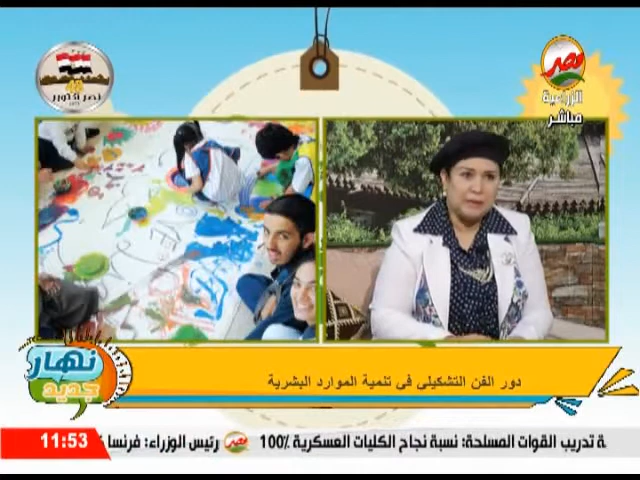 نصر أكتوبر
مصر
الزراعية
مباشر
نهار
جديد
دور الفن التشكيلى فى تنمية الموارد البشرية
11:53
ة تدريب القوات المسلحة: نسبة نجاح الكليات العسكرية 100% مصر رئيس الوزراء: فرنسا